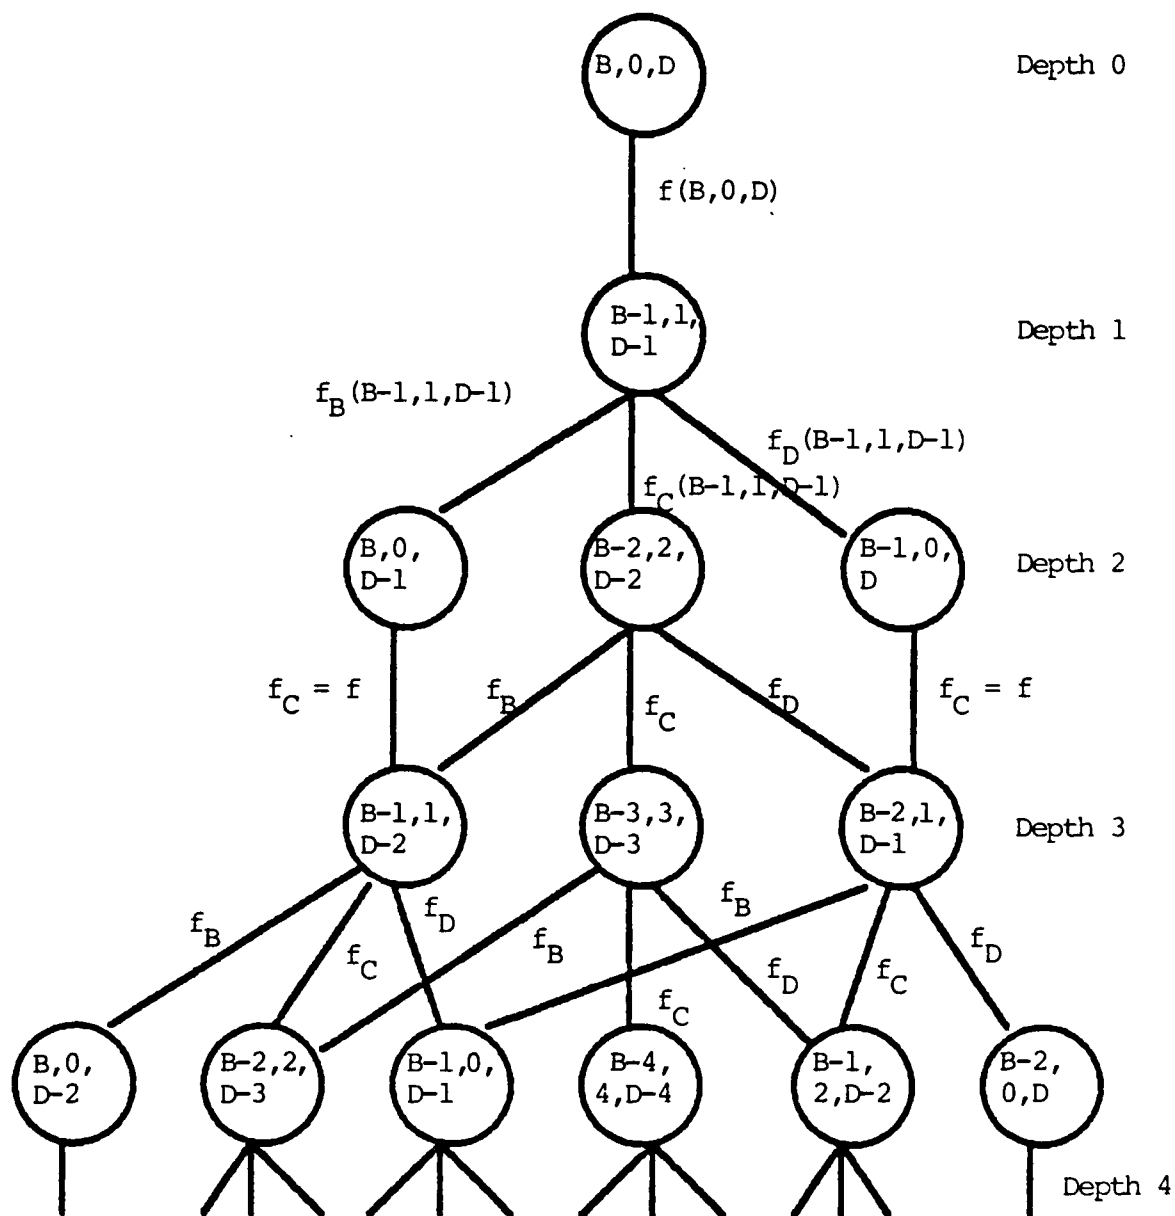 B,0,D
Depth 0
f(B,0,D)
B-1,1,
D-1
Depth 1
f_B(B-1,1,D-1)
f_D(B-1,1,D-1)
f_C(B-1,1,D-1)
B,0,
D-1
B-2,2,
D-2
B-1,0,
D
Depth 2
f_C = f
f_B
f_C
f_D
f_C = f
B-1,1,
D-2
B-3,3,
D-3
B-2,1,
D-1
Depth 3
f_B
f_C
f_D
f_B
f_C
f_D
f_B
f_C
f_D
B,0,
D-2
B-2,2,
D-3
B-1,0,
D-1
B-4,
4,D-4
B-1,
2,D-2
B-2,
0,D
Depth 4